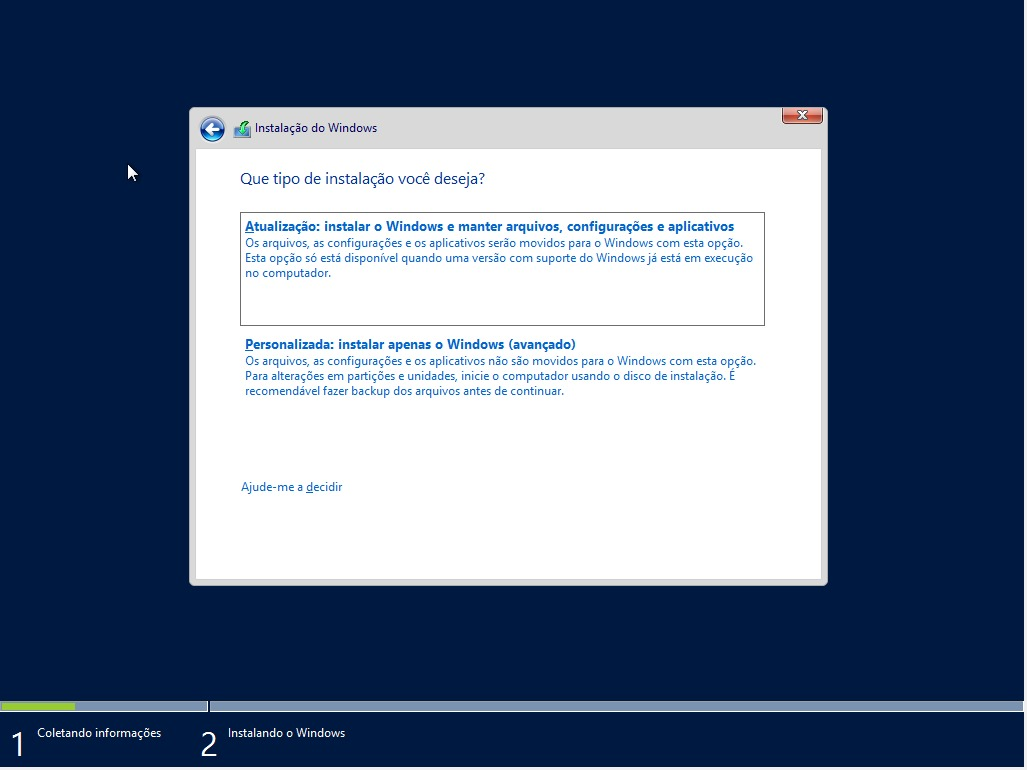 Instalação do Windows
Que tipo de instalação você deseja?
Atualização: instalar o Windows e manter arquivos, configurações e aplicativos
Os arquivos, as configurações e os aplicativos serão movidos para o Windows com esta opção.
Esta opção só está disponível quando uma versão com suporte do Windows já está em execução
no computador.
Personalizada: instalar apenas o Windows (avançado)
Os arquivos, as configurações e os aplicativos não são movidos para o Windows com esta opção.
Para alterações em partições e unidades, inicie o computador usando o disco de instalação. É
recomendável fazer backup dos arquivos antes de continuar.
Ajude-me a decidir
1 Coletando informações
2 Instalando o Windows